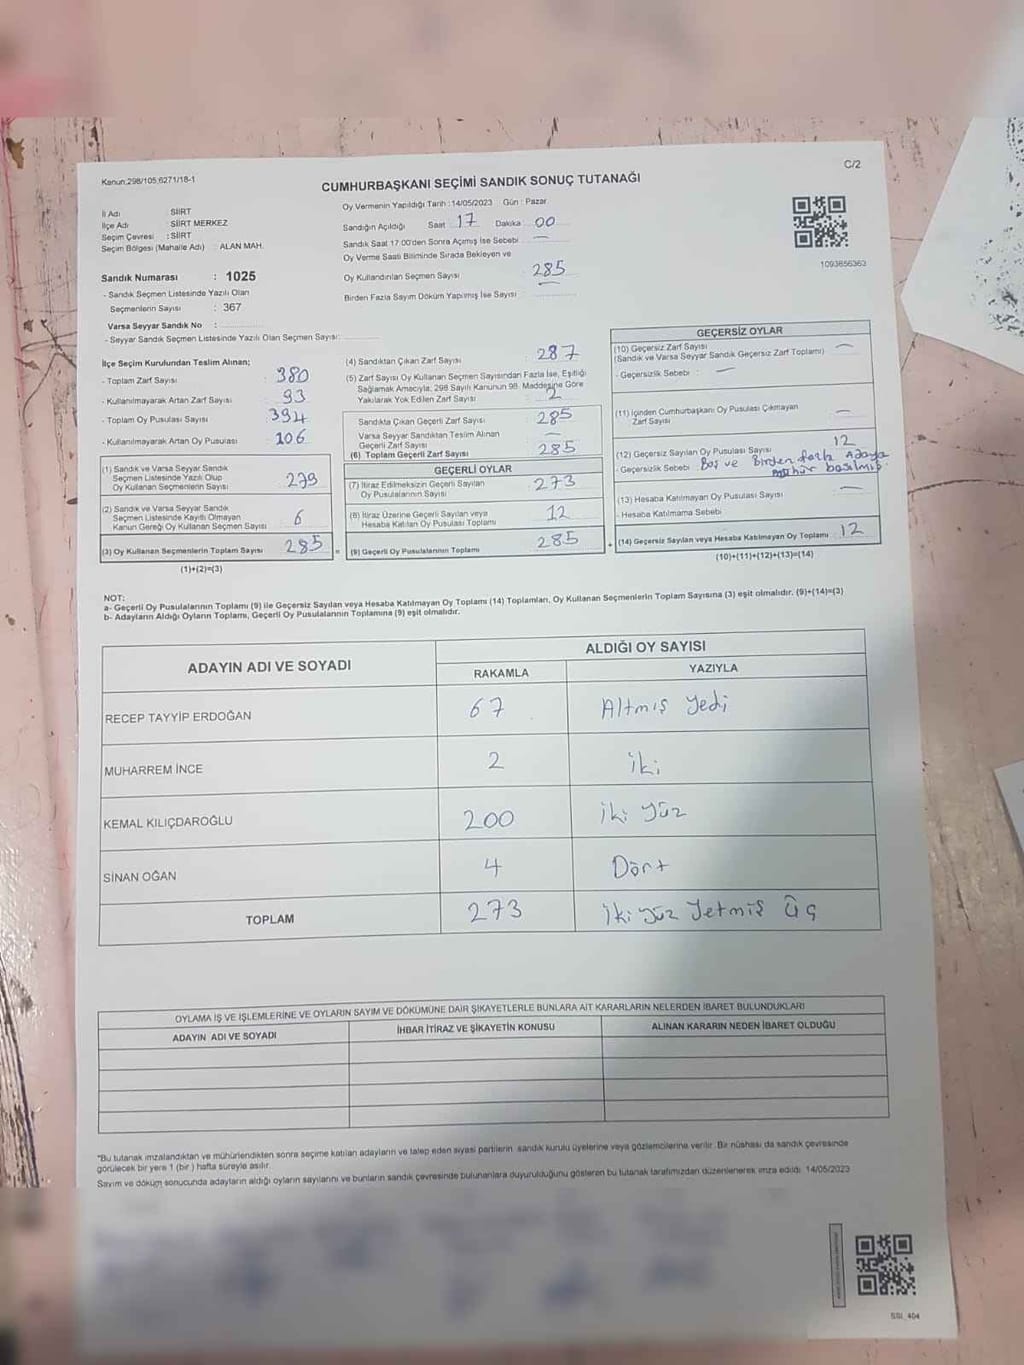 C/2
Kanun:298/105,6271/18-1
CUMHURBAŞKANI SEÇİMİ SANDIK SONUÇ TUTANAĞI
İli Adı SİİRT
İlçe Adı SİİRT MERKEZ
Seçim Çevresi : SİİRT
Seçim Bölgesi (Mahalle Adı) : ALAN MAH.
Oy Vermenin Yapıldığı Tarih :14/05/2023 Gün : Pazar
Sandığın Açıldığı Saat 17 Dakika 00
Sandık Saat 17:00'den Sonra Açımış İse Sebebi —
Oy Verme Saati Bitiminde Sırada Bekleyen ve
Oy Kullandırılan Seçmen Sayısı 285
Birden Fazla Sayım Döküm Yapılmış İse Sayısı :
1093656363
Sandık Numarası : 1025
- Sandık Seçmen Listesinde Yazılı Olan
Seçmenlerin Sayısı : 367
Varsa Seyyar Sandık No :
- Seyyar Sandık Seçmen Listesinde Yazılı Olan Seçmen Sayısı:
İlçe Seçim Kurulundan Teslim Alınan;
- Toplam Zarf Sayısı : 380
- Kullanılmayarak Artan Zarf Sayısı : 93
- Toplam Oy Pusulası Sayısı : 394
- Kullanılmayarak Artan Oy Pusulası : 106
(1) Sandık ve Varsa Seyyar Sandık
Seçmen Listesinde Yazılı Olup
Oy Kullanan Seçmenlerin Sayısı 279
(2) Sandık ve Varsa Seyyar Sandık
Seçmen Listesinde Kayıtlı Olmayan
Kanun Gereği Oy Kullanan Seçmen Sayısı 6
(3) Oy Kullanan Seçmenlerin Toplam Sayısı 285 =
(1)+(2)=(3)
(4) Sandıktan Çıkan Zarf Sayısı : 287
(5) Zarf Sayısı Oy Kullanan Seçmen Sayısından Fazla İse, Eşitliği
Sağlamak Amacıyla; 298 Sayılı Kanunun 98. Maddesine Göre
Yakılarak Yok Edilen Zarf Sayısı : 2
Sandıkta Çıkan Geçerli Zarf Sayısı : 285
Varsa Seyyar Sandıktan Teslim Alınan
Geçerli Zarf Sayısı —
(6) Toplam Geçerli Zarf Sayısı : 285
GEÇERLİ OYLAR
(7) İtiraz Edilmeksizin Geçerli Sayılan
Oy Pusulalarının Sayısı : 273
(8) İtiraz Üzerine Geçerli Sayılan veya
Hesaba Katılan Oy Pusulası Toplamı : 12
(9) Geçerli Oy Pusulalarının Toplamı : 285 +
GEÇERSİZ OYLAR
(10) Geçersiz Zarf Sayısı : —
(Sandık ve Varsa Seyyar Sandık Geçersiz Zarf Toplamı)
- Geçersizlik Sebebi : —
(11) İçinden Cumhurbaşkanı Oy Pusulası Çıkmayan
Zarf Sayısı —
(12) Geçersiz Sayılan Oy Pusulası Sayısı 12
- Geçersizlik Sebebi Boş ve Birden fazla Adaya
mühür basılmış
(13) Hesaba Katılmayan Oy Pusulası Sayısı —
- Hesaba Katılmama Sebebi
(14) Geçersiz Sayılan veya Hesaba Katılmayan Oy Toplamı : 12
(10)+(11)+(12)+(13)=(14)
NOT:
a- Geçerli Oy Pusulalarının Toplamı (9) ile Geçersiz Sayılan veya Hesaba Katılmayan Oy Toplamı (14) Toplamları, Oy Kullanan Seçmenlerin Toplam Sayısına (3) eşit olmalıdır. (9)+(14)=(3)
b- Adayların Aldığı Oyların Toplamı, Geçerli Oy Pusulalarının Toplamına (9) eşit olmalıdır.
ADAYIN ADI VE SOYADI
ALDIĞI OY SAYISI
RAKAMLA YAZIYLA
RECEP TAYYİP ERDOĞAN 67 Altmış Yedi
MUHARREM İNCE 2 İki
KEMAL KILIÇDAROĞLU 200 İki Yüz
SİNAN OĞAN 4 Dört
TOPLAM 273 İki Yüz Yetmiş Üç
OYLAMA İŞ VE İŞLEMLERİNE VE OYLARIN SAYIM VE DÖKÜMÜNE DAİR ŞİKAYETLERLE BUNLARA AİT KARARLARIN NELERDEN İBARET BULUNDUKLARI
ADAYIN ADI VE SOYADI İHBAR İTİRAZ VE ŞİKAYETİN KONUSU ALINAN KARARIN NEDEN İBARET OLDUĞU
*Bu tutanak imzalandıktan ve mühürlendikten sonra seçime katılan adayların ve talep eden siyasi partilerin sandık kurulu üyelerine veya gözlemcilerine verilir. Bir nüshası da sandık çevresinde
görülecek bir yere 1 (bir) hafta süreyle asılır.
Sayım ve döküm sonucunda adayların aldığı oyların sayılarını ve bunların sandık çevresinde bulunanlara duyurulduğunu gösteren bu tutanak tarafımızdan düzenlenerek imza edildi. 14/05/2023
SSI_404